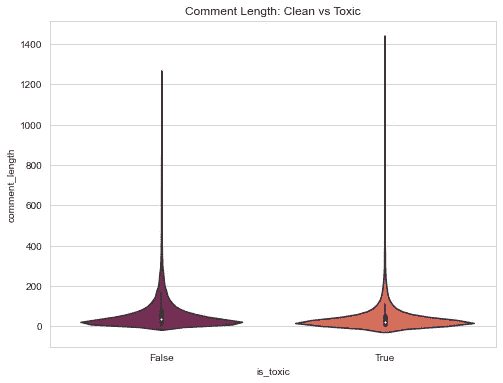 Comment Length: Clean vs Toxic
1400
1200
1000
800
600
400
200
0
comment_length
False
True
is_toxic